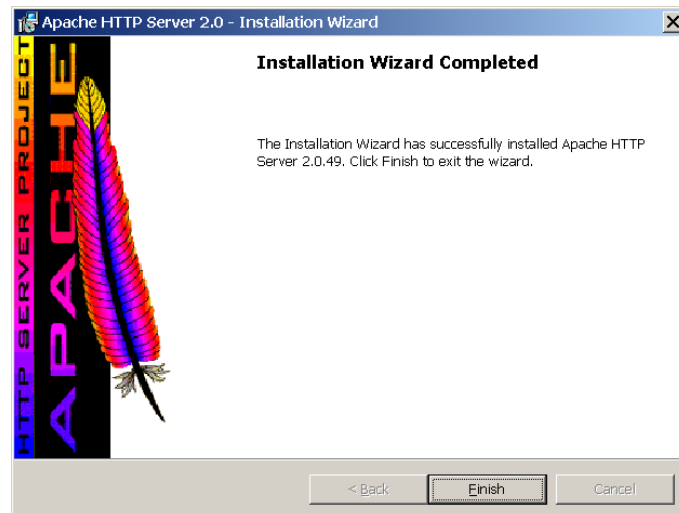 Apache HTTP Server 2.0 - Installation Wizard
HTTP SERVER PROJECT
APACHE
Installation Wizard Completed
The Installation Wizard has successfully installed Apache HTTP
Server 2.0.49. Click Finish to exit the wizard.
< Back
Finish
Cancel